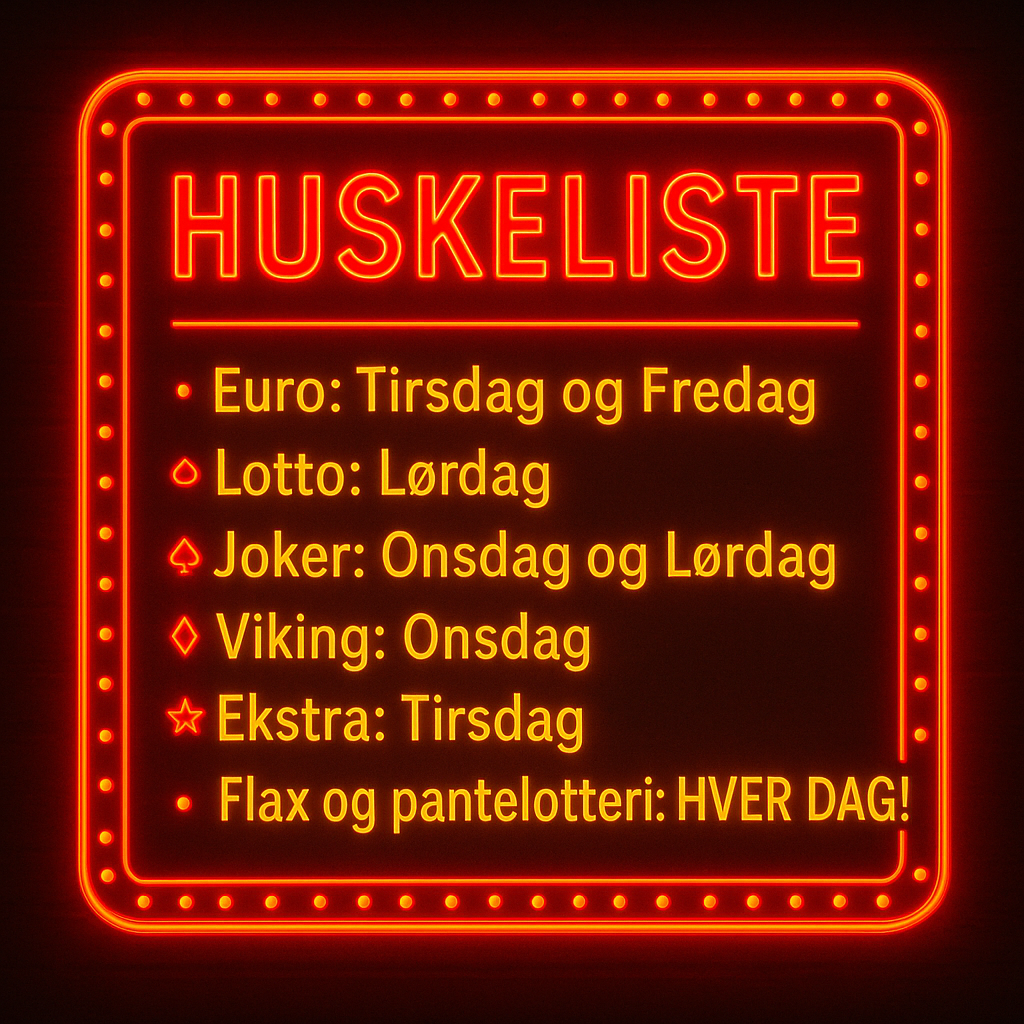 HUSKELISTE
• Euro: Tirsdag og Fredag
Lotto: Lørdag
♠ Joker: Onsdag og Lørdag
♢ Viking: Onsdag
☆ Ekstra: Tirsdag
• Flax og pantelotteri: HVER DAG!